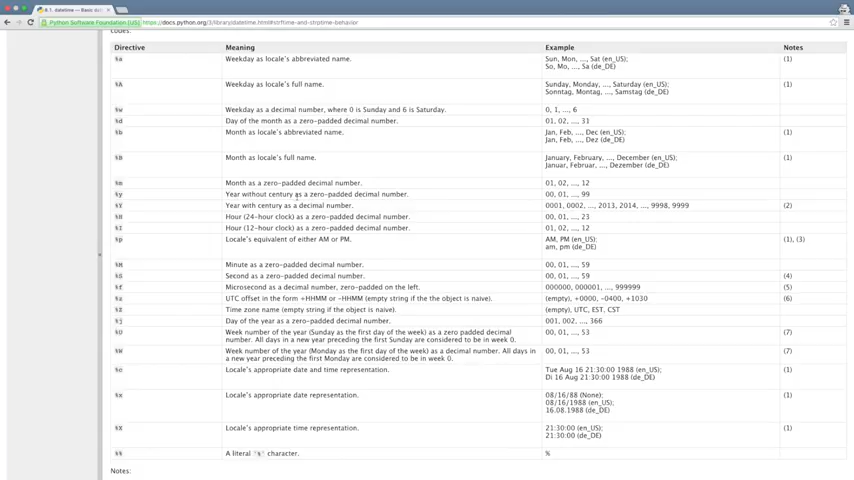 8.1. datetime — Basic dat
Python Software Foundation [US] https://docs.python.org/3/library/datetime.html#strftime-and-strptime-behavior
codes.
Directive Meaning Example Notes
%a Weekday as locale's abbreviated name. Sun, Mon, ..., Sat (en_US); (1)
So, Mo, ..., Sa (de_DE)
%A Weekday as locale's full name. Sunday, Monday, ..., Saturday (en_US); (1)
Sonntag, Montag, ..., Samstag (de_DE)
%w Weekday as a decimal number, where 0 is Sunday and 6 is Saturday. 0, 1, ..., 6
%d Day of the month as a zero-padded decimal number. 01, 02, ..., 31
%b Month as locale's abbreviated name. Jan, Feb, ..., Dec (en_US); (1)
Jan, Feb, ..., Dez (de_DE)
%B Month as locale's full name. January, February, ..., December (en_US); (1)
Januar, Februar, ..., Dezember (de_DE)
%m Month as a zero-padded decimal number. 01, 02, ..., 12
%y Year without century as a zero-padded decimal number. 00, 01, ..., 99
%Y Year with century as a decimal number. 0001, 0002, ..., 2013, 2014, ..., 9998, 9999 (2)
%H Hour (24-hour clock) as a zero-padded decimal number. 00, 01, ..., 23
%I Hour (12-hour clock) as a zero-padded decimal number. 01, 02, ..., 12
%p Locale's equivalent of either AM or PM. AM, PM (en_US); (1), (3)
am, pm (de_DE)
%M Minute as a zero-padded decimal number. 00, 01, ..., 59
%S Second as a zero-padded decimal number. 00, 01, ..., 59 (4)
%f Microsecond as a decimal number, zero-padded on the left. 000000, 000001, ..., 999999 (5)
%z UTC offset in the form +HHMM or -HHMM (empty string if the the object is naive). (empty), +0000, -0400, +1030 (6)
%Z Time zone name (empty string if the object is naive). (empty), UTC, EST, CST
%j Day of the year as a zero-padded decimal number. 001, 002, ..., 366
%U Week number of the year (Sunday as the first day of the week) as a zero padded decimal 00, 01, ..., 53 (7)
number. All days in a new year preceding the first Sunday are considered to be in week 0.
%W Week number of the year (Monday as the first day of the week) as a decimal number. All days in 00, 01, ..., 53 (7)
a new year preceding the first Monday are considered to be in week 0.
%c Locale's appropriate date and time representation. Tue Aug 16 21:30:00 1988 (en_US); (1)
Di 16 Aug 21:30:00 1988 (de_DE)
%x Locale's appropriate date representation. 08/16/88 (None); (1)
08/16/1988 (en_US);
16.08.1988 (de_DE)
%X Locale's appropriate time representation. 21:30:00 (en_US); (1)
21:30:00 (de_DE)
%% A literal '%' character. %
Notes: